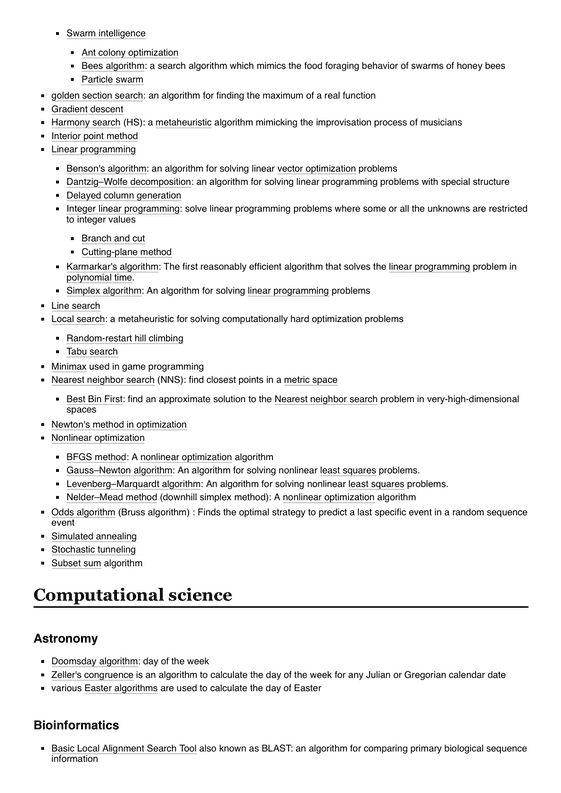 Swarm intelligence
Ant colony optimization
Bees algorithm: a search algorithm which mimics the food foraging behavior of swarms of honey bees
Particle swarm
golden section search: an algorithm for finding the maximum of a real function
Gradient descent
Harmony search (HS): a metaheuristic algorithm mimicking the improvisation process of musicians
Interior point method
Linear programming
Benson's algorithm: an algorithm for solving linear vector optimization problems
Dantzig–Wolfe decomposition: an algorithm for solving linear programming problems with special structure
Delayed column generation
Integer linear programming: solve linear programming problems where some or all the unknowns are restricted
to integer values
Branch and cut
Cutting-plane method
Karmarkar's algorithm: The first reasonably efficient algorithm that solves the linear programming problem in
polynomial time.
Simplex algorithm: An algorithm for solving linear programming problems
Line search
Local search: a metaheuristic for solving computationally hard optimization problems
Random-restart hill climbing
Tabu search
Minimax used in game programming
Nearest neighbor search (NNS): find closest points in a metric space
Best Bin First: find an approximate solution to the Nearest neighbor search problem in very-high-dimensional
spaces
Newton's method in optimization
Nonlinear optimization
BFGS method: A nonlinear optimization algorithm
Gauss–Newton algorithm: An algorithm for solving nonlinear least squares problems.
Levenberg–Marquardt algorithm: An algorithm for solving nonlinear least squares problems.
Nelder–Mead method (downhill simplex method): A nonlinear optimization algorithm
Odds algorithm (Bruss algorithm) : Finds the optimal strategy to predict a last specific event in a random sequence
event
Simulated annealing
Stochastic tunneling
Subset sum algorithm
Computational science
Astronomy
Doomsday algorithm: day of the week
Zeller's congruence is an algorithm to calculate the day of the week for any Julian or Gregorian calendar date
various Easter algorithms are used to calculate the day of Easter
Bioinformatics
Basic Local Alignment Search Tool also known as BLAST: an algorithm for comparing primary biological sequence
information